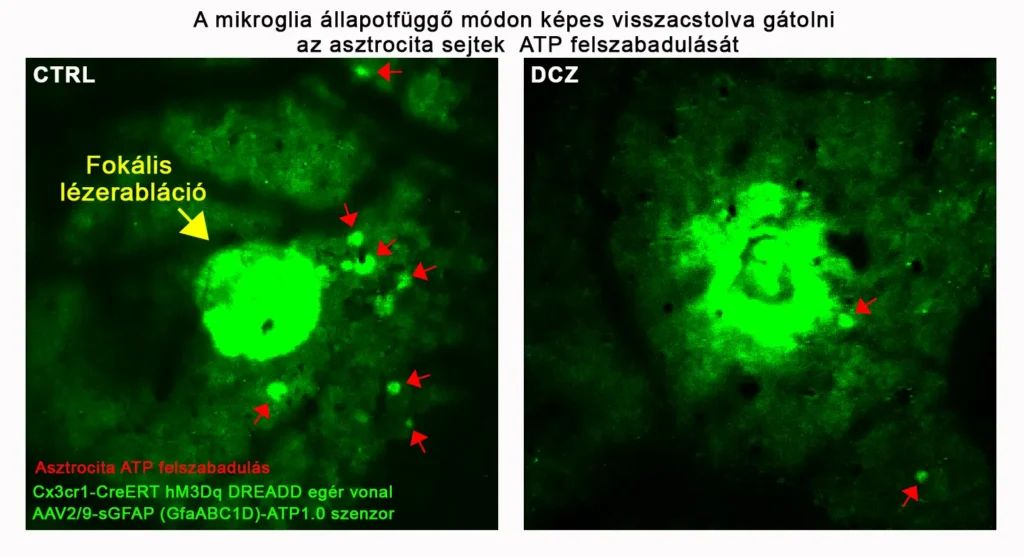 A mikroglia állapotfüggő módon képes visszacstolva gátolni
az asztrocita sejtek ATP felszabadulását
CTRL
Fokális
lézerabláció
Asztrocita ATP felszabadulás
Cx3cr1-CreERT hM3Dq DREADD egér vonal
AAV2/9-sGFAP (GfaABC1D)-ATP1.0 szenzor
DCZ